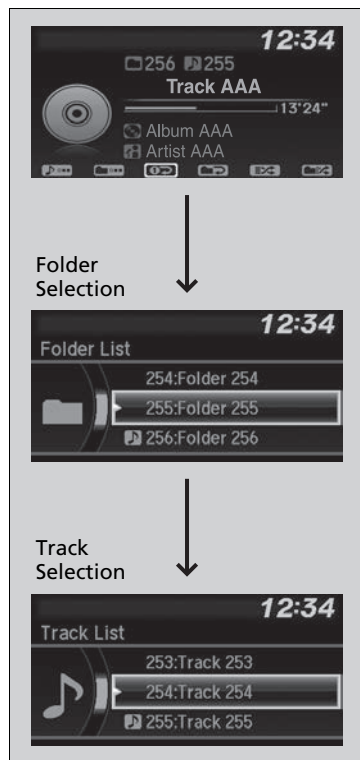 12:34
256 255
Track AAA
13'24"
Album AAA
Artist AAA
Folder
Selection
12:34
Folder List
254:Folder 254
255:Folder 255
256:Folder 256
Track
Selection
12:34
Track List
253:Track 253
254:Track 254
255:Track 255